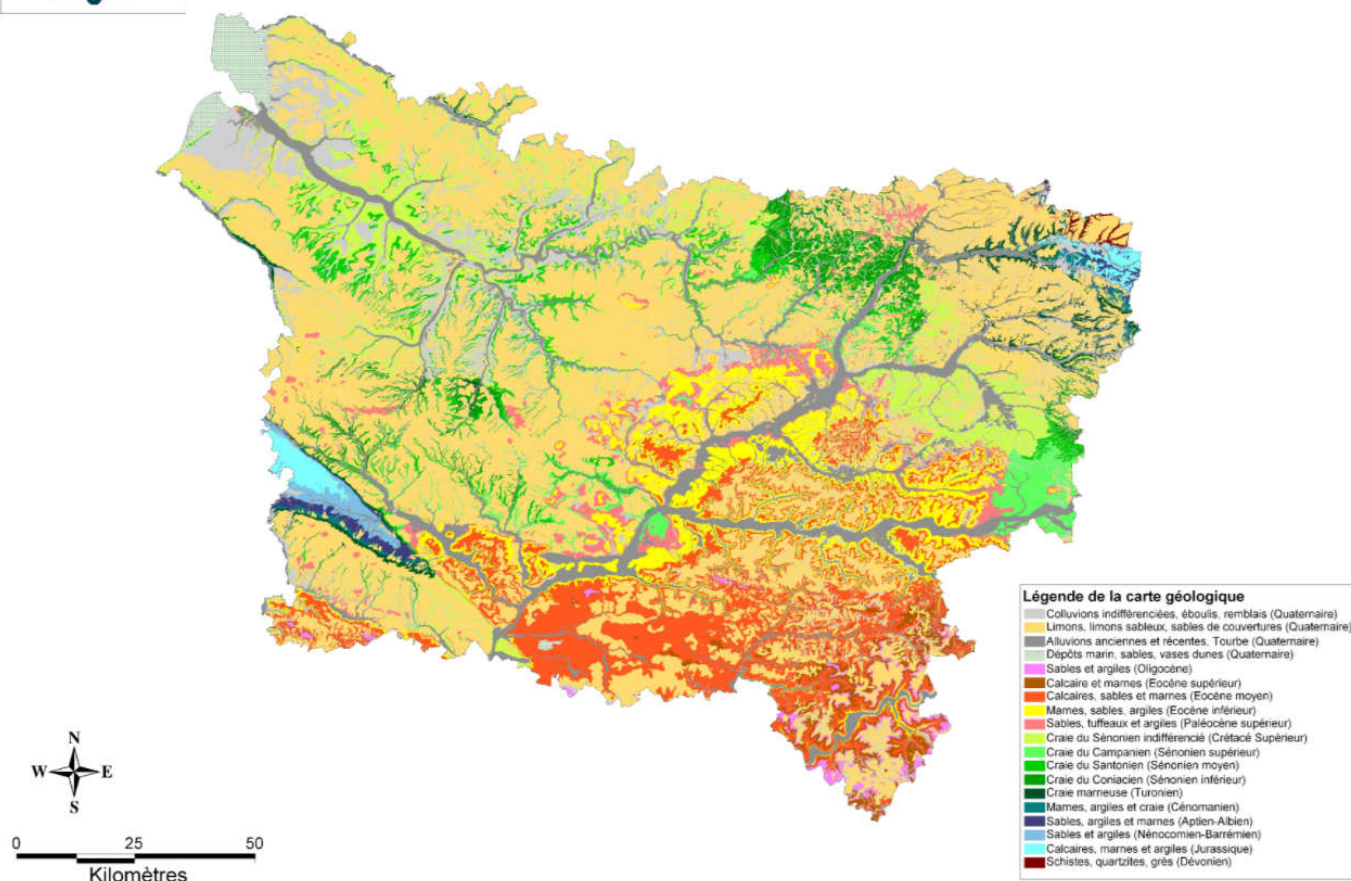 Légende de la carte géologique
Colluvions indifférenciées, éboulis, remblais (Quaternaire)
Limons, limons sableux, sables de couvertures (Quaternaire)
Alluvions anciennes et récentes, Tourbe (Quaternaire)
Dépôts marin, sables, vases dunes (Quaternaire)
Sables et argiles (Oligocène)
Calcaire et marnes (Eocène supérieur)
Calcaires, sables et marnes (Eocène moyen)
Marnes, sables, argiles (Eocène inférieur)
Sables, tuffeaux et argiles (Paléocène supérieur)
Craie du Sénonien indifférencié (Crétacé Supérieur)
Craie du Campanien (Sénonien supérieur)
Craie du Santonien (Sénonien moyen)
Craie du Coniacien (Sénonien inférieur)
Craie marneuse (Turonien)
Marnes, argiles et craie (Cénomanien)
Sables, argiles et marnes (Aptien-Albien)
Sables et argiles (Nénocomien-Barrémien)
Calcaires, marnes et argiles (Jurassique)
Schistes, quartzites, grès (Dévonien)
N
W E
S
0 25 50
Kilomètres